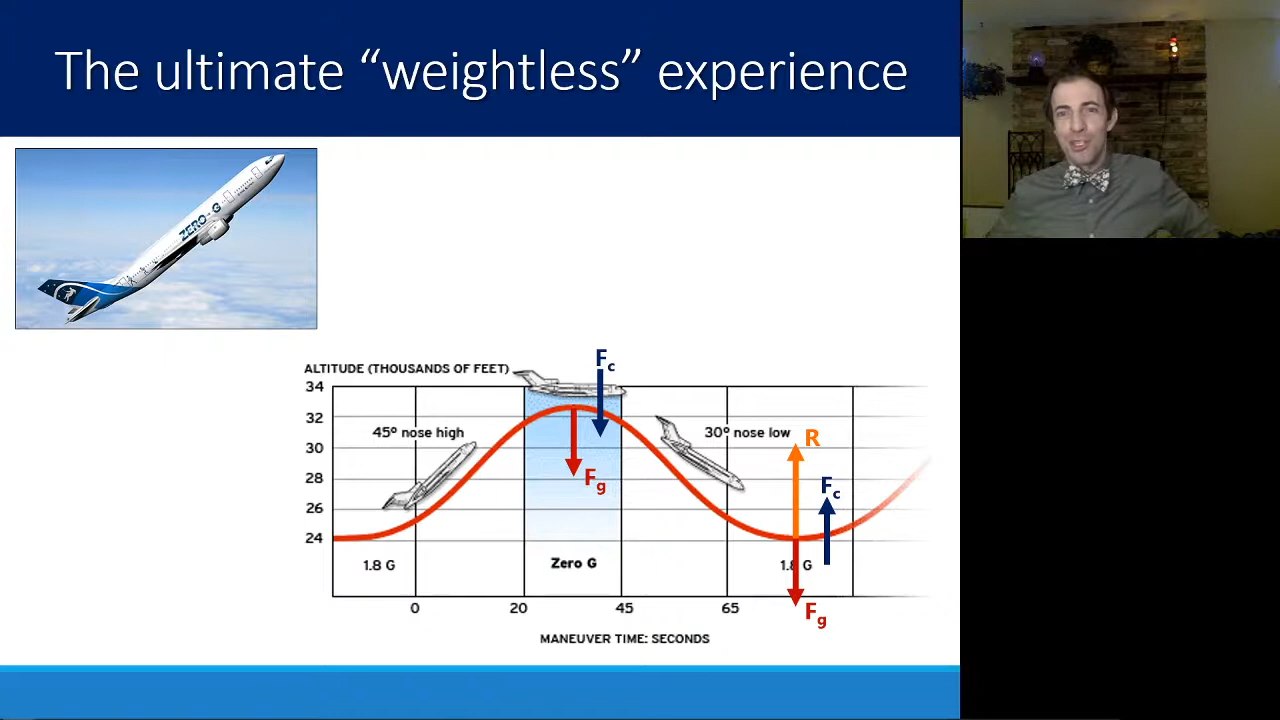 The ultimate “weightless” experience
ZERO-G
ALTITUDE (THOUSANDS OF FEET)
34
32
30
28
26
24
45º nose high
30º nose low
Fc
Fg
R
Fc
Fg
1.8 G
Zero G
1.8 G
0
20
45
65
MANEUVER TIME: SECONDS